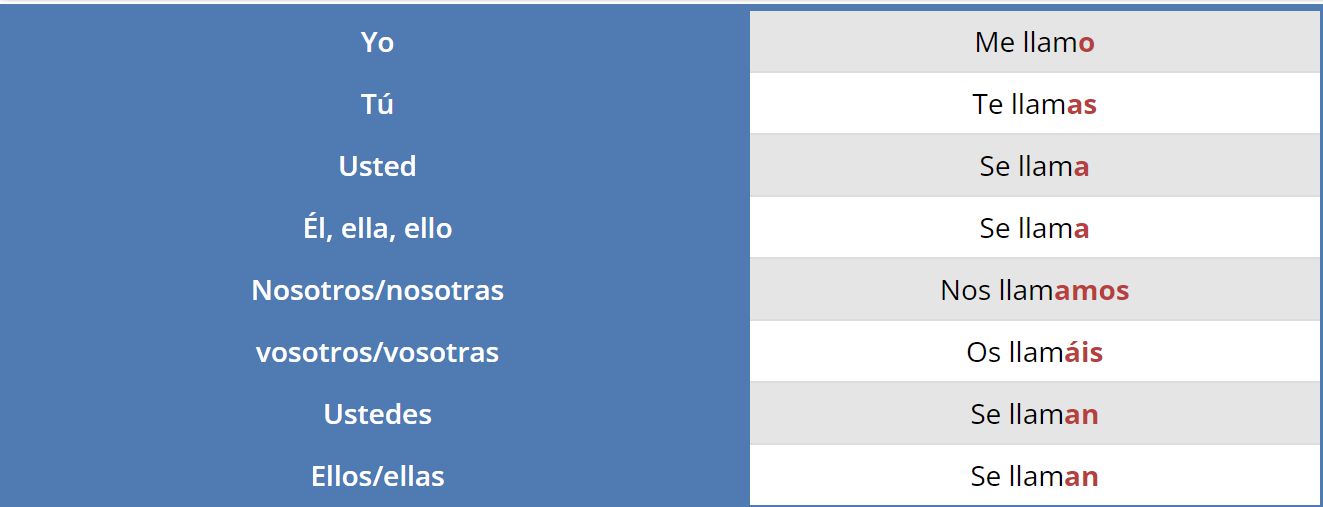 Yo Me llamo
Tú Te llamas
Usted Se llama
Él, ella, ello Se llama
Nosotros/nosotras Nos llamamos
vosotros/vosotras Os llamáis
Ustedes Se llaman
Ellos/ellas Se llaman